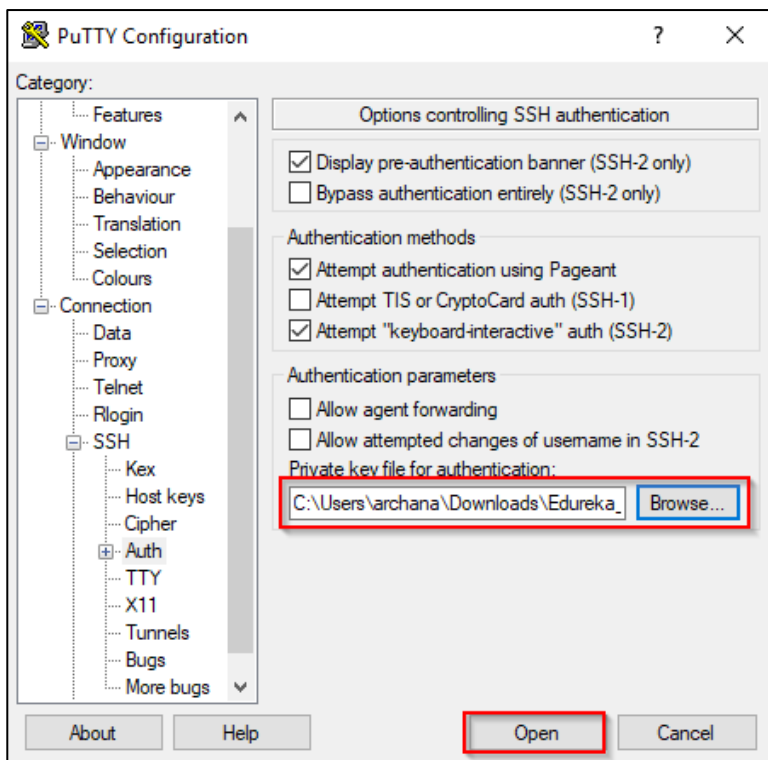 PuTTY Configuration
Category:
Features
Window
Appearance
Behaviour
Translation
Selection
Colours
Connection
Data
Proxy
Telnet
Rlogin
SSH
Kex
Host keys
Cipher
Auth
TTY
X11
Tunnels
Bugs
More bugs
Options controlling SSH authentication
Display pre-authentication banner (SSH-2 only)
Bypass authentication entirely (SSH-2 only)
Authentication methods
Attempt authentication using Pageant
Attempt TIS or CryptoCard auth (SSH-1)
Attempt "keyboard-interactive" auth (SSH-2)
Authentication parameters
Allow agent forwarding
Allow attempted changes of username in SSH-2
Private key file for authentication:
C:\Users\archana\Downloads\Edureka_ Browse...
About Help Open Cancel